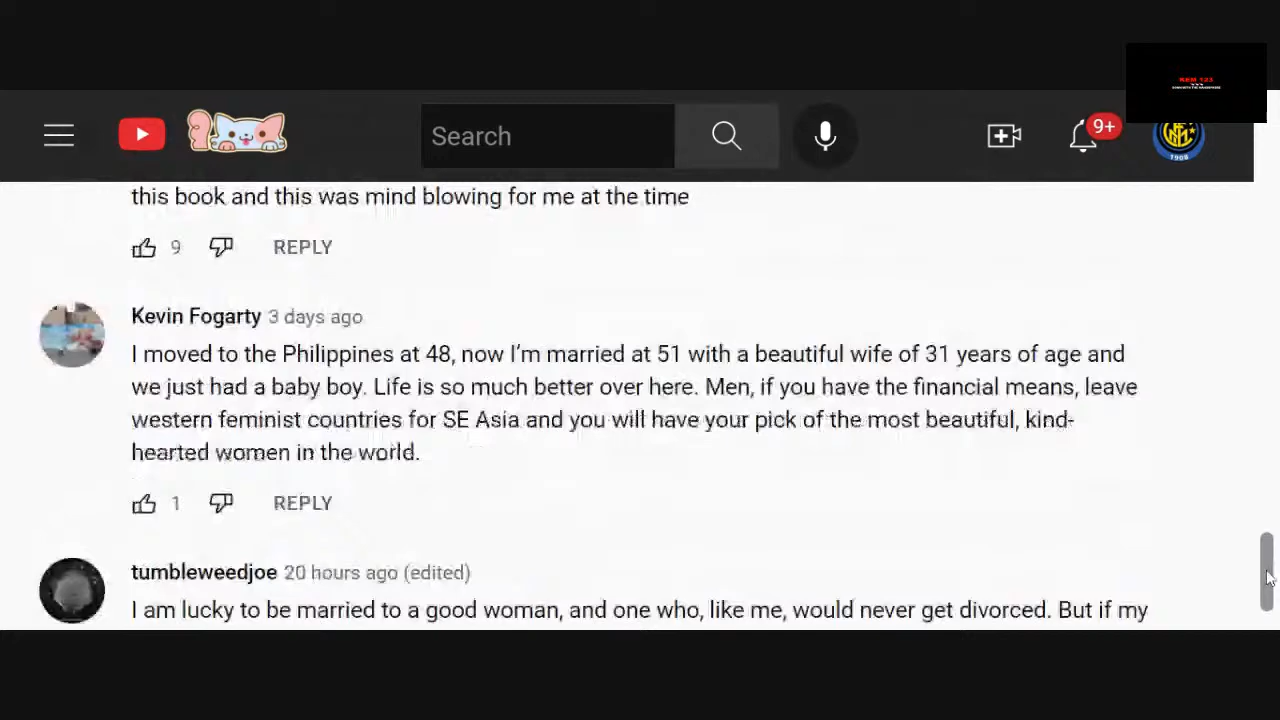 KEM 123
Search
9+
1908
this book and this was mind blowing for me at the time
9 REPLY
Kevin Fogarty 3 days ago
I moved to the Philippines at 48, now I'm married at 51 with a beautiful wife of 31 years of age and
we just had a baby boy. Life is so much better over here. Men, if you have the financial means, leave
western feminist countries for SE Asia and you will have your pick of the most beautiful, kind-
hearted women in the world.
1 REPLY
tumbleweedjoe 20 hours ago (edited)
I am lucky to be married to a good woman, and one who, like me, would never get divorced. But if my